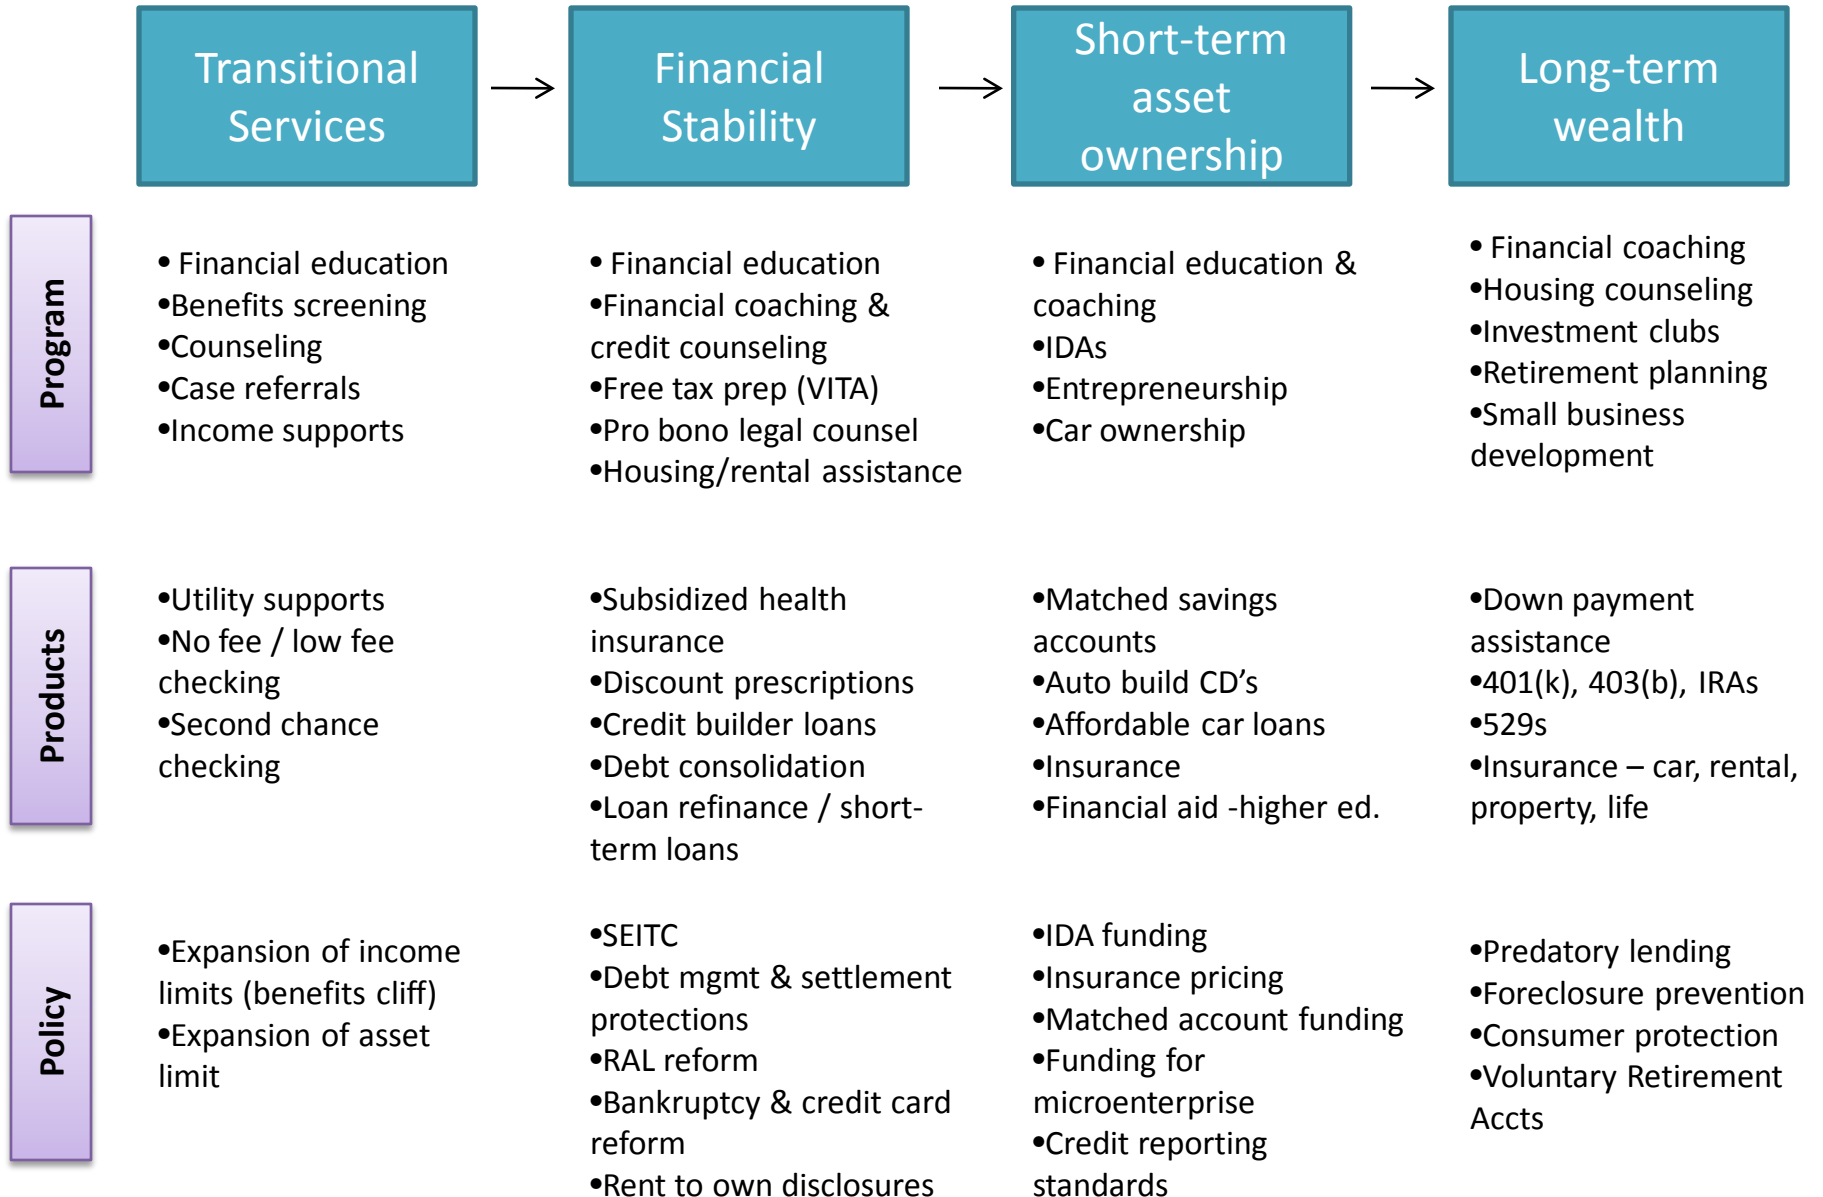 Transitional
Services
Financial
Stability
Short-term
asset
ownership
Long-term
wealth
Program
• Financial education
•Benefits screening
•Counseling
•Case referrals
•Income supports
• Financial education
•Financial coaching &
credit counseling
•Free tax prep (VITA)
•Pro bono legal counsel
•Housing/rental assistance
• Financial education &
coaching
•IDAs
•Entrepreneurship
•Car ownership
• Financial coaching
•Housing counseling
•Investment clubs
•Retirement planning
•Small business
development
Products
•Utility supports
•No fee / low fee
checking
•Second chance
checking
•Subsidized health
insurance
•Discount prescriptions
•Credit builder loans
•Debt consolidation
•Loan refinance / short-
term loans
•Matched savings
accounts
•Auto build CD’s
•Affordable car loans
•Insurance
•Financial aid -higher ed.
•Down payment
assistance
•401(k), 403(b), IRAs
•529s
•Insurance – car, rental,
property, life
Policy
•Expansion of income
limits (benefits cliff)
•Expansion of asset
limit
•SEITC
•Debt mgmt & settlement
protections
•RAL reform
•Bankruptcy & credit card
reform
•Rent to own disclosures
•IDA funding
•Insurance pricing
•Matched account funding
•Funding for
microenterprise
•Credit reporting
standards
•Predatory lending
•Foreclosure prevention
•Consumer protection
•Voluntary Retirement
Accts